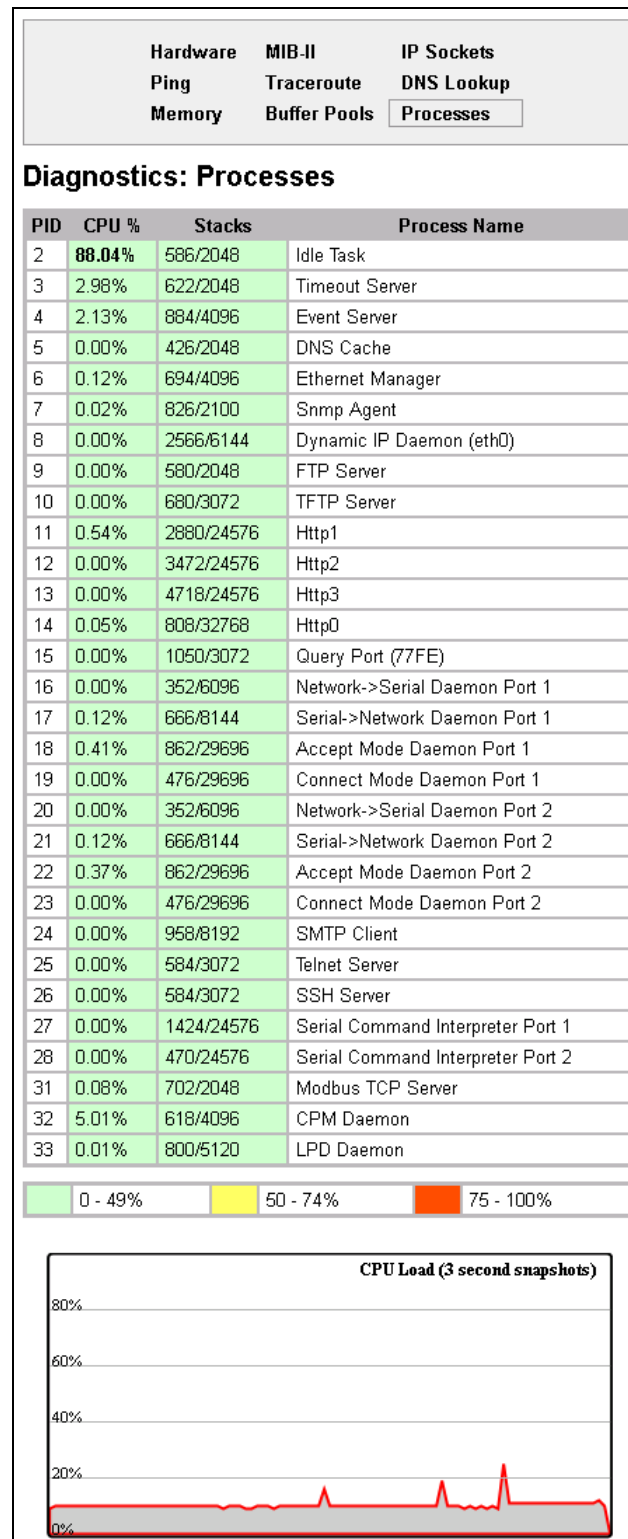 Hardware MIB-II IP Sockets
Ping Traceroute DNS Lookup
Memory Buffer Pools Processes
Diagnostics: Processes
PID CPU % Stacks Process Name
2 88.04% 586/2048 Idle Task
3 2.98% 622/2048 Timeout Server
4 2.13% 884/4096 Event Server
5 0.00% 426/2048 DNS Cache
6 0.12% 694/4096 Ethernet Manager
7 0.02% 826/2100 Snmp Agent
8 0.00% 2566/6144 Dynamic IP Daemon (eth0)
9 0.00% 580/2048 FTP Server
10 0.00% 680/3072 TFTP Server
11 0.54% 2880/24576 Http1
12 0.00% 3472/24576 Http2
13 0.00% 4718/24576 Http3
14 0.05% 808/32768 Http0
15 0.00% 1050/3072 Query Port (77FE)
16 0.00% 352/6096 Network->Serial Daemon Port 1
17 0.12% 666/8144 Serial->Network Daemon Port 1
18 0.41% 862/29696 Accept Mode Daemon Port 1
19 0.00% 476/29696 Connect Mode Daemon Port 1
20 0.00% 352/6096 Network->Serial Daemon Port 2
21 0.12% 666/8144 Serial->Network Daemon Port 2
22 0.37% 862/29696 Accept Mode Daemon Port 2
23 0.00% 476/29696 Connect Mode Daemon Port 2
24 0.00% 958/8192 SMTP Client
25 0.00% 584/3072 Telnet Server
26 0.00% 584/3072 SSH Server
27 0.00% 1424/24576 Serial Command Interpreter Port 1
28 0.00% 470/24576 Serial Command Interpreter Port 2
31 0.08% 702/2048 Modbus TCP Server
32 5.01% 618/4096 CPM Daemon
33 0.01% 800/5120 LPD Daemon
0 - 49% 50 - 74% 75 - 100%
CPU Load (3 second snapshots)
80%
60%
40%
20%
0%